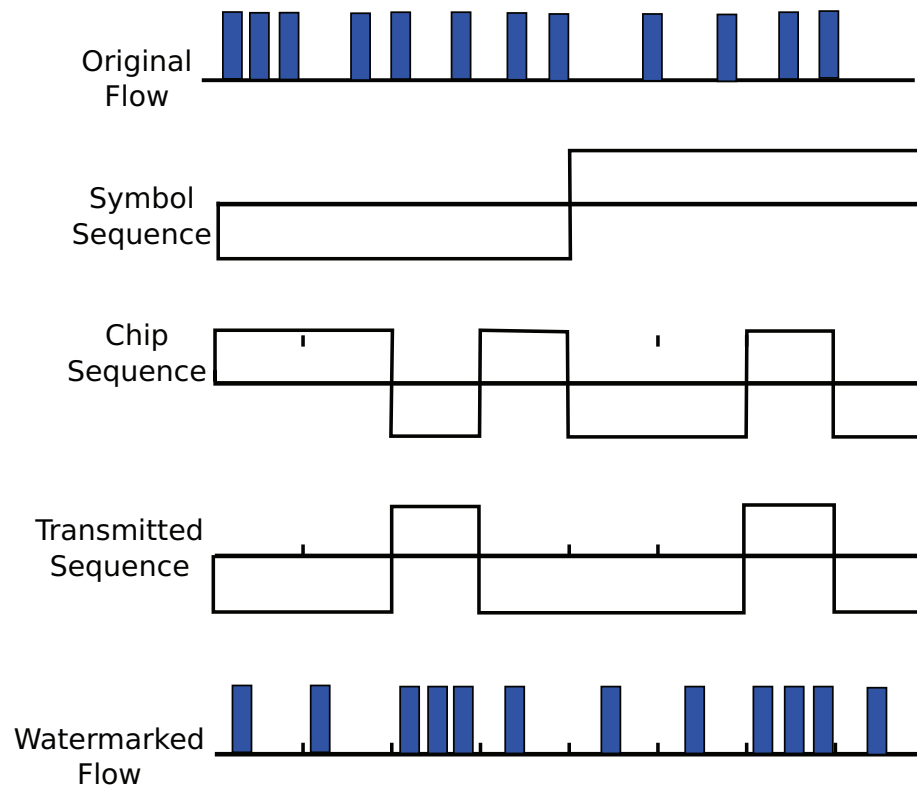 Original
Flow
Symbol
Sequence
Chip
Sequence
Transmitted
Sequence
Watermarked
Flow